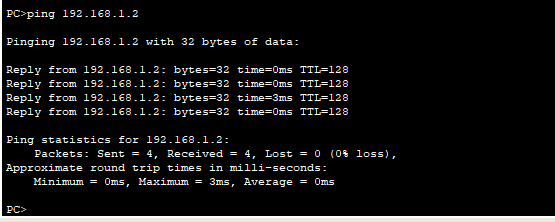 PC>ping 192.168.1.2
Pinging 192.168.1.2 with 32 bytes of data:
Reply from 192.168.1.2: bytes=32 time=0ms TTL=128
Reply from 192.168.1.2: bytes=32 time=0ms TTL=128
Reply from 192.168.1.2: bytes=32 time=3ms TTL=128
Reply from 192.168.1.2: bytes=32 time=0ms TTL=128
Ping statistics for 192.168.1.2:
Packets: Sent = 4, Received = 4, Lost = 0 (0% loss),
Approximate round trip times in milli-seconds:
Minimum = 0ms, Maximum = 3ms, Average = 0ms
PC>